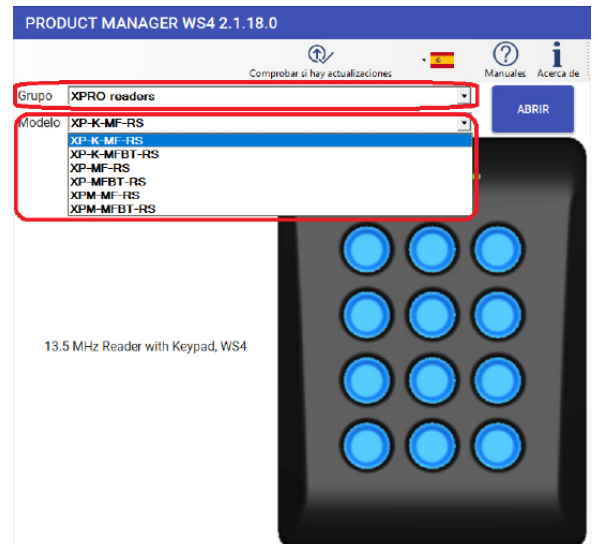 PRODUCT MANAGER WS4 2.1.18.0
Comprobar si hay actualizaciones
Manuales
Acerca de
Grupo XPRO readers
ABRIR
Modelo XP-K-MF-RS
XP-K-MF-RS
XP-K-MFBT-RS
XP-MF-RS
XP-MFBT-RS
XPM-MF-RS
XPM-MFBT-RS
13.5 MHz Reader with Keypad, WS4